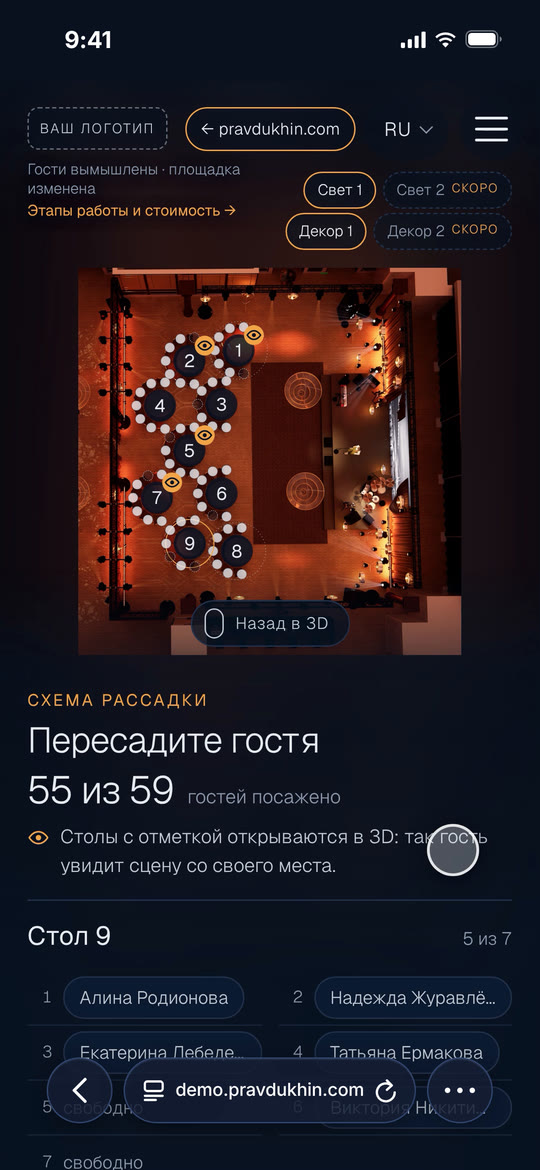 9:41
ВАШ ЛОГОТИП
← pravdukhin.com
RU
Гости вымышлены · площадка
изменена
Этапы работы и стоимость →
Свет 1
Свет 2 СКОРО
Декор 1
Декор 2 СКОРО
1
2
3
4
5
6
7
8
9
Назад в 3D
СХЕМА РАССАДКИ
Пересадите гостя
55 из 59 гостей посажено
Столы с отметкой открываются в 3D: так гость
увидит сцену со своего места.
Стол 9
5 из 7
1 Алина Родионова
2 Надежда Журавлё…
3 Екатерина Лебеде…
4 Татьяна Ермакова
5 свободно
6 Виктория Никити…
demo.pravdukhin.com
7 свободно